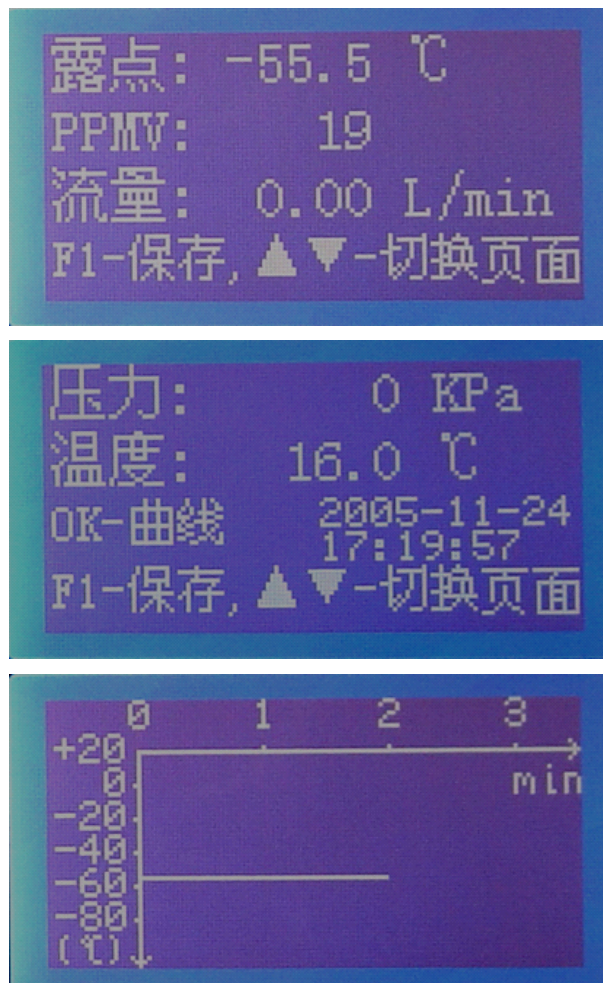 露点: -55.5 ℃
PPMV: 19
流量: 0.00 L/min
F1-保存,▲▼-切换页面
压力: 0 KPa
温度: 16.0 ℃
OK-曲线 2005-11-24
17:19:57
F1-保存,▲▼-切换页面
0 1 2 3
+20
min
0
-20
-40
-60
-80
(℃)